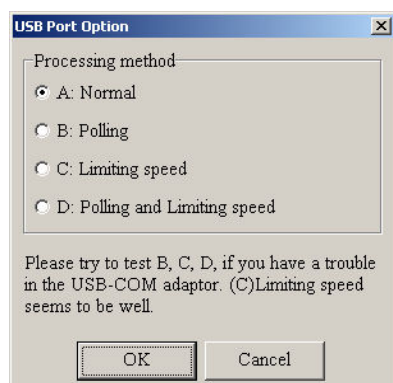 USB Port Option
Processing method
A: Normal
B: Polling
C: Limiting speed
D: Polling and Limiting speed
Please try to test B, C, D, if you have a trouble
in the USB-COM adaptor. (C)Limiting speed
seems to be well.
OK Cancel